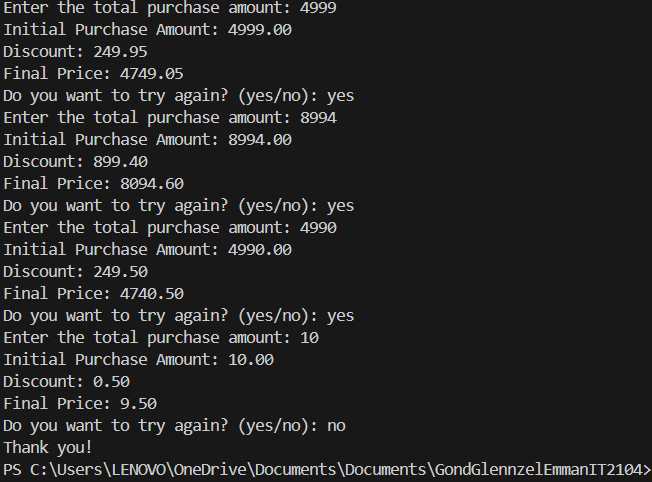 Enter the total purchase amount: 4999
Initial Purchase Amount: 4999.00
Discount: 249.95
Final Price: 4749.05
Do you want to try again? (yes/no): yes
Enter the total purchase amount: 8994
Initial Purchase Amount: 8994.00
Discount: 899.40
Final Price: 8094.60
Do you want to try again? (yes/no): yes
Enter the total purchase amount: 4990
Initial Purchase Amount: 4990.00
Discount: 249.50
Final Price: 4740.50
Do you want to try again? (yes/no): yes
Enter the total purchase amount: 10
Initial Purchase Amount: 10.00
Discount: 0.50
Final Price: 9.50
Do you want to try again? (yes/no): no
Thank you!
PS C:\Users\LENOVO\OneDrive\Documents\Documents\GondGlennzelEmmanIT2104>